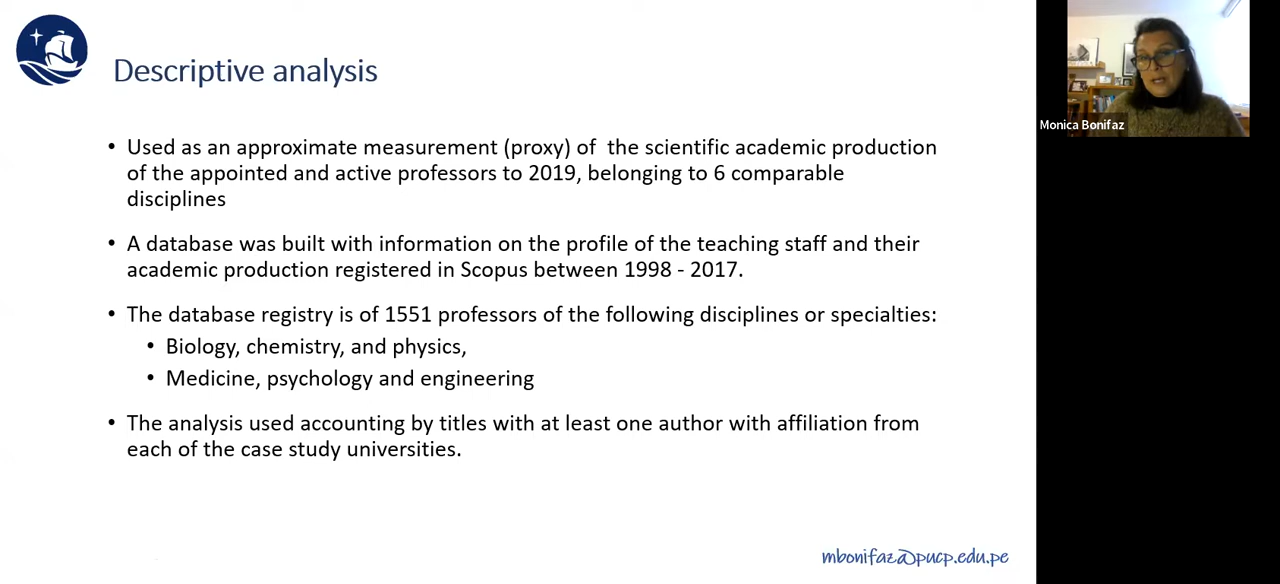 Descriptive analysis
• Used as an approximate measurement (proxy) of the scientific academic production
of the appointed and active professors to 2019, belonging to 6 comparable
disciplines
• A database was built with information on the profile of the teaching staff and their
academic production registered in Scopus between 1998 - 2017.
• The database registry is of 1551 professors of the following disciplines or specialties:
• Biology, chemistry, and physics,
• Medicine, psychology and engineering
• The analysis used accounting by titles with at least one author with affiliation from
each of the case study universities.
mbonifaz@pucp.edu.pe
Monica Bonifaz